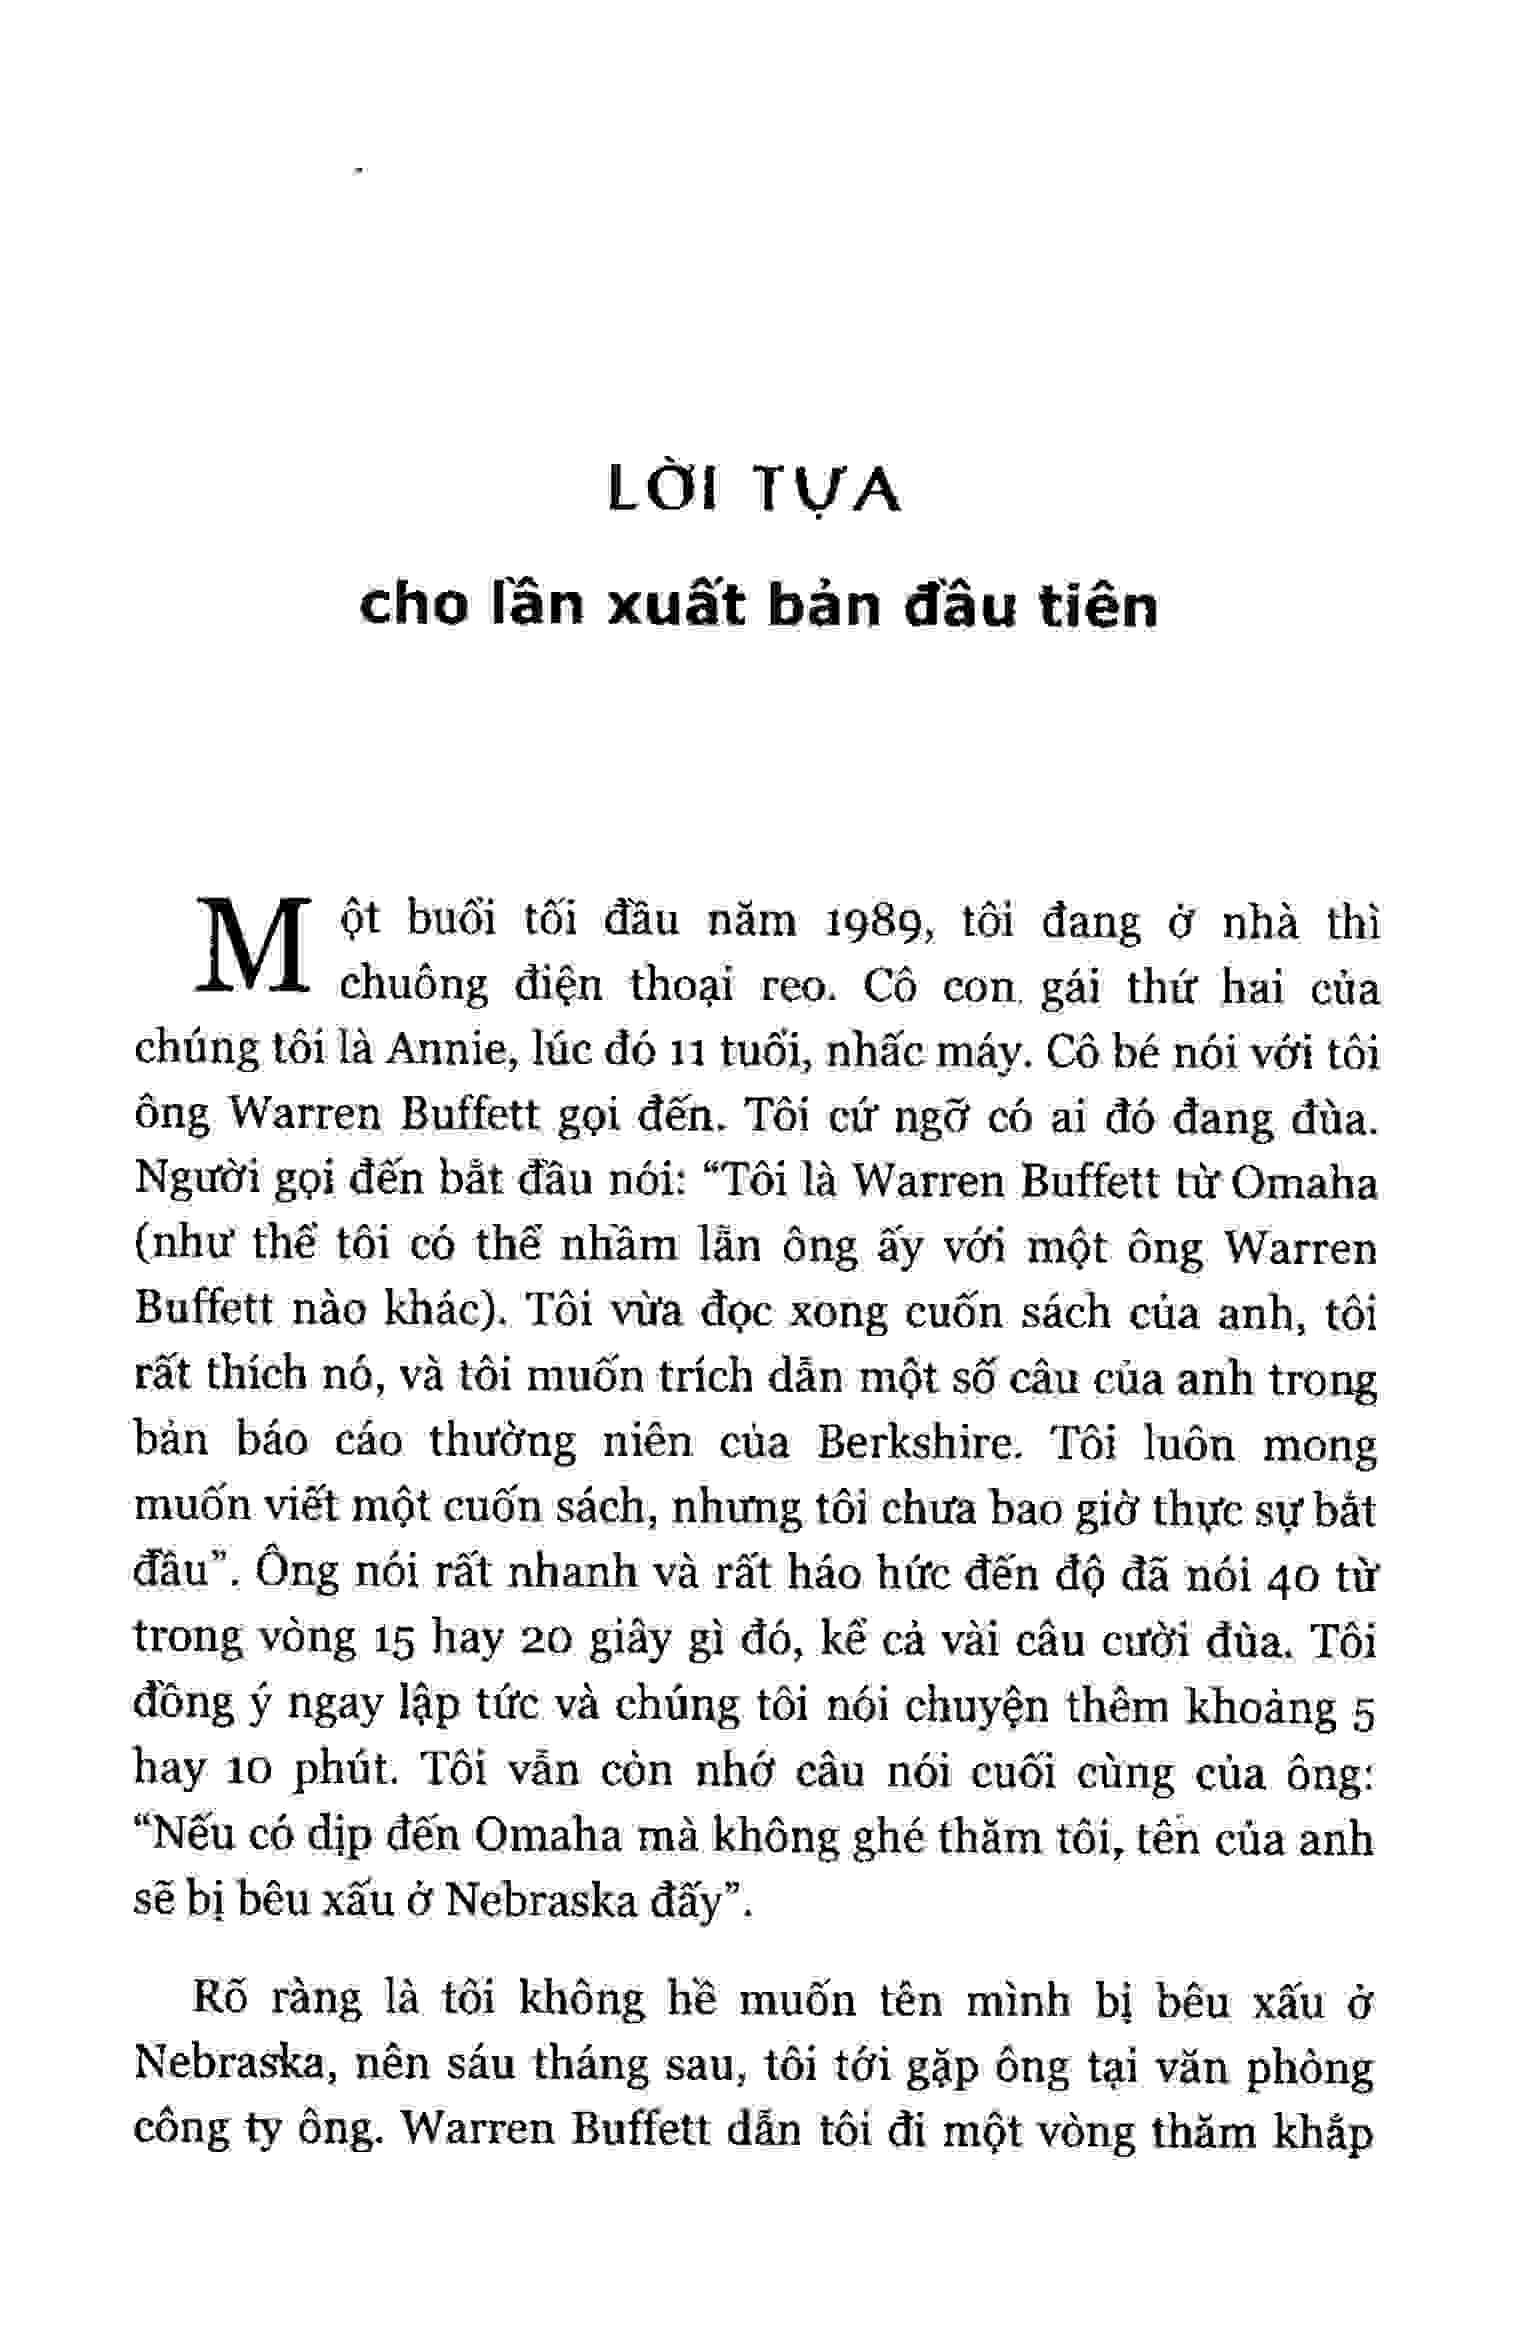 LỜI TỰA
cho lần xuất bản đầu tiên
Một buổi tối đầu năm 1989, tôi đang ở nhà thì
chuông điện thoại reo. Cô con gái thứ hai của
chúng tôi là Annie, lúc đó 11 tuổi, nhấc máy. Cô bé nói với tôi
ông Warren Buffett gọi đến. Tôi cứ ngỡ có ai đó đang đùa.
Người gọi đến bắt đầu nói: “Tôi là Warren Buffett từ Omaha
(như thể tôi có thể nhầm lẫn ông ấy với một ông Warren
Buffett nào khác). Tôi vừa đọc xong cuốn sách của anh, tôi
rất thích nó, và tôi muốn trích dẫn một số câu của anh trong
bản báo cáo thường niên của Berkshire. Tôi luôn mong
muốn viết một cuốn sách, nhưng tôi chưa bao giờ thực sự bắt
đầu”. Ông nói rất nhanh và rất háo hức đến độ đã nói 40 từ
trong vòng 15 hay 20 giây gì đó, kể cả vài câu cười đùa. Tôi
đồng ý ngay lập tức và chúng tôi nói chuyện thêm khoảng 5
hay 10 phút. Tôi vẫn còn nhớ câu nói cuối cùng của ông:
“Nếu có dịp đến Omaha mà không ghé thăm tôi, tên của anh
sẽ bị bêu xấu ở Nebraska đấy”.
Rõ ràng là tôi không hề muốn tên mình bị bêu xấu ở
Nebraska, nên sáu tháng sau, tôi tới gặp ông tại văn phòng
công ty ông. Warren Buffett dẫn tôi đi một vòng thăm khắp